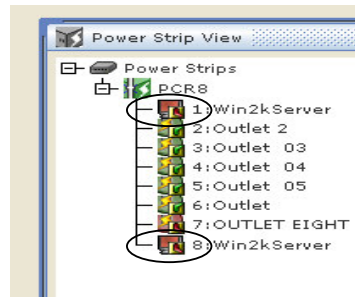 Power Strip View
Power Strips
PCR8
1:Win2kServer
2:Outlet 2
3:Outlet 03
4:Outlet 04
5:Outlet 05
6:Outlet
7:OUTLET EIGHT
8:Win2kServer